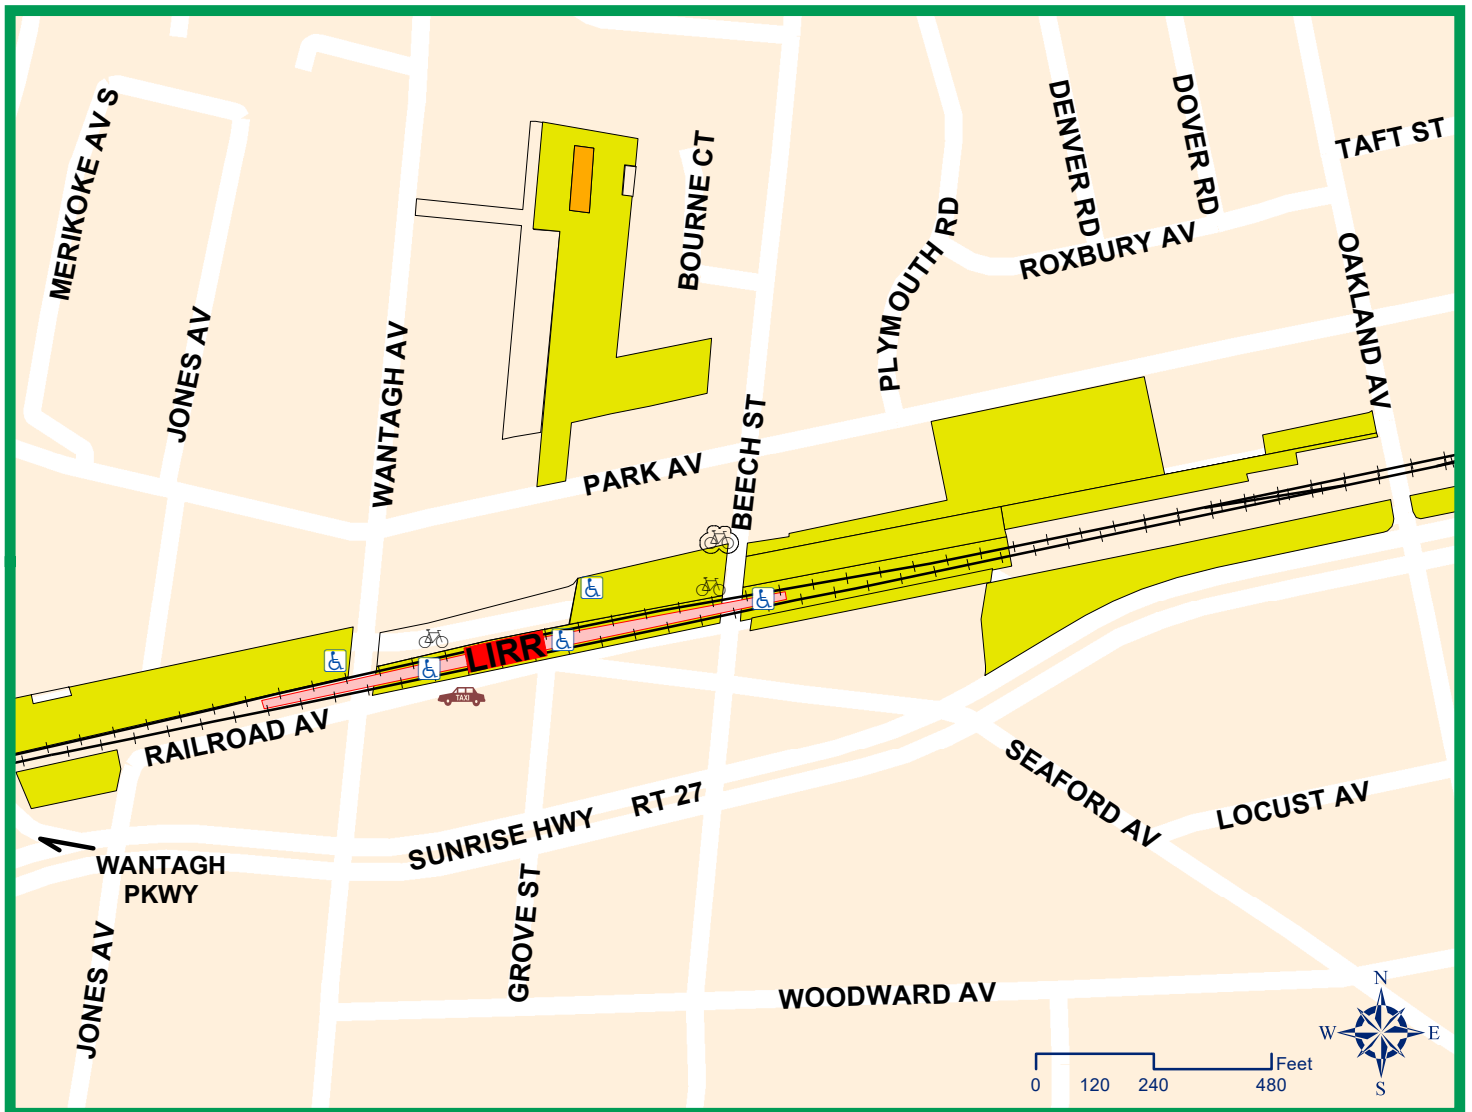 MERIKOKE AV S
JONES AV
WANTAGH AV
BOURNE CT
BEECH ST
PARK AV
PLYMOUTH RD
DENVER RD
DOVER RD
ROXBURY AV
TAFT ST
OAKLAND AV
LIRR
TAXI
RAILROAD AV
SUNRISE HWY RT 27
SEAFORD AV
LOCUST AV
WANTAGH
PKWY
JONES AV
GROVE ST
WOODWARD AV
N
W E
S
Feet
0 120 240 480